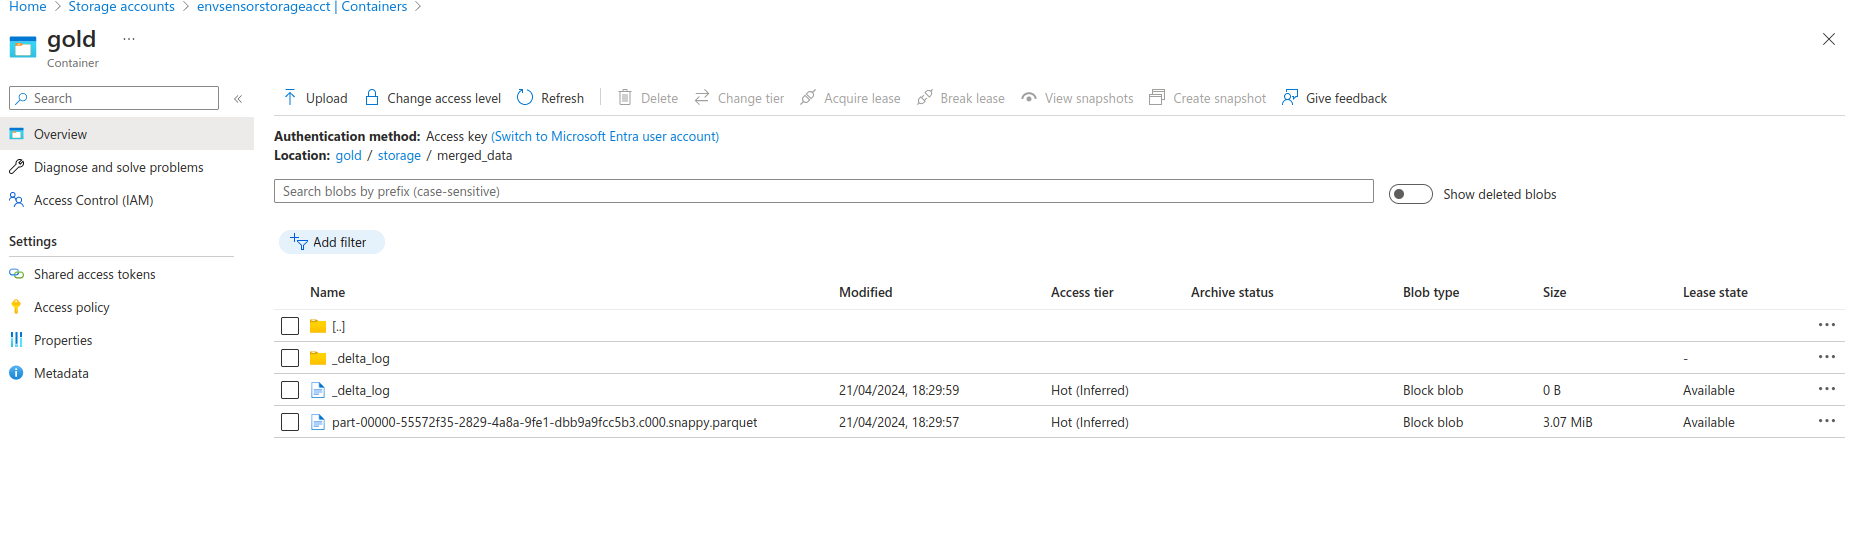 Home > Storage accounts > envsensorstorageacct | Containers >
gold ...
Container
Search «
Upload Change access level Refresh Delete Change tier Acquire lease Break lease View snapshots Create snapshot Give feedback
Overview
Diagnose and solve problems
Access Control (IAM)
Settings
Shared access tokens
Access policy
Properties
Metadata
Authentication method: Access key (Switch to Microsoft Entra user account)
Location: gold / storage / merged_data
Search blobs by prefix (case-sensitive)
Show deleted blobs
Add filter
Name Modified Access tier Archive status Blob type Size Lease state
[..]
_delta_log -
_delta_log 21/04/2024, 18:29:59 Hot (Inferred) Block blob 0 B Available
part-00000-55572f35-2829-4a8a-9fe1-dbb9a9fcc5b3.c000.snappy.parquet 21/04/2024, 18:29:57 Hot (Inferred) Block blob 3.07 MiB Available